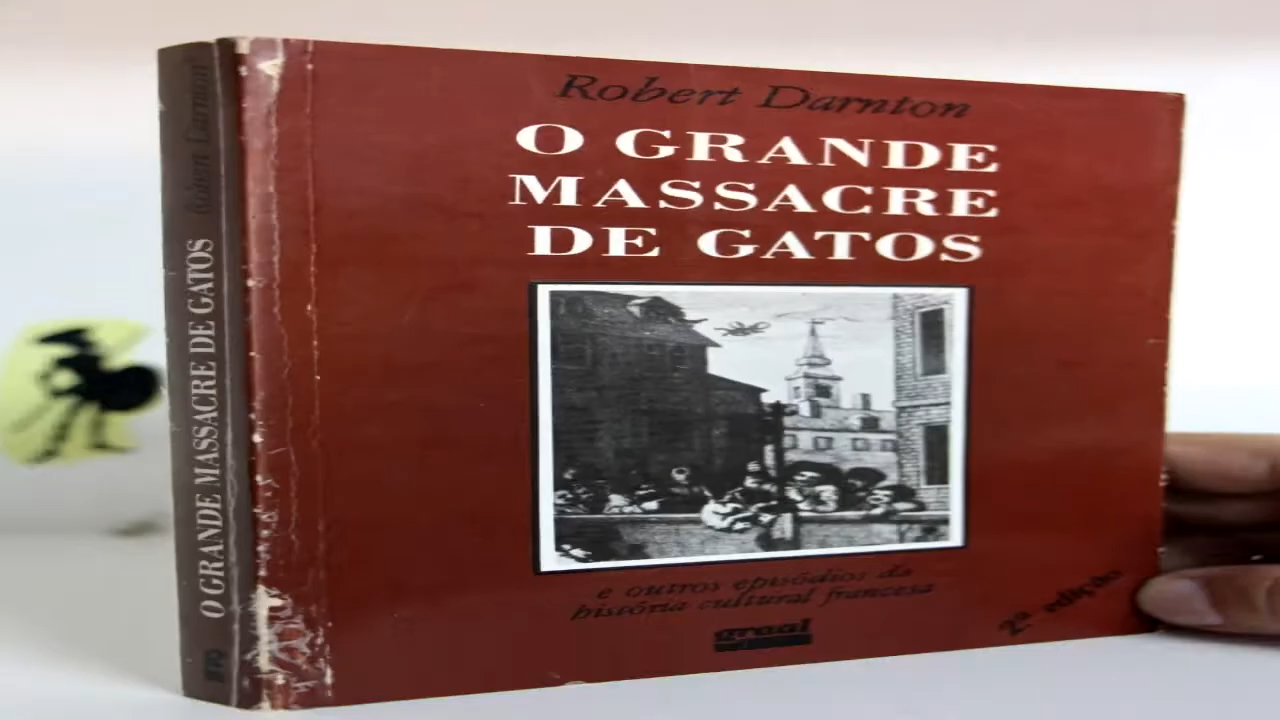 Robert Darnton
O GRANDE
MASSACRE
DE GATOS
e outros episódios da
história cultural francesa
graal
2ª edição
Robert Darnton
O GRANDE MASSACRE DE GATOS